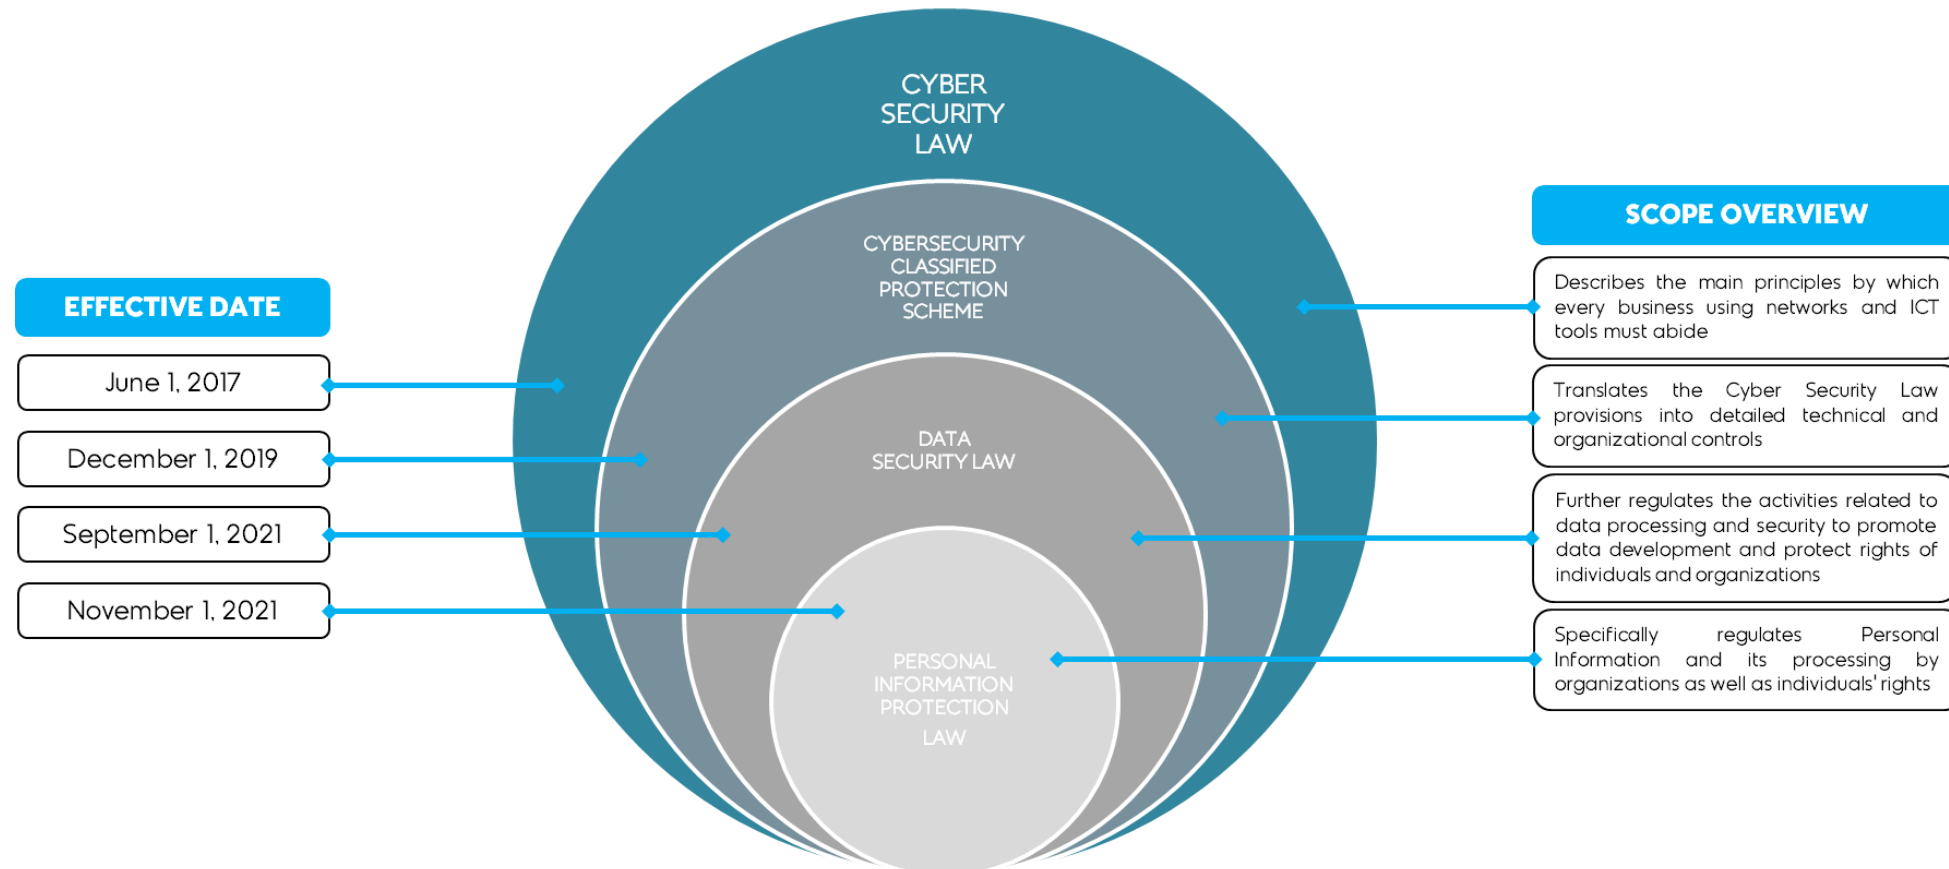 CYBER
SECURITY
LAW
CYBERSECURITY
CLASSIFIED
PROTECTION
SCHEME
DATA
SECURITY LAW
PERSONAL
INFORMATION
PROTECTION
LAW
EFFECTIVE DATE
June 1, 2017
December 1, 2019
September 1, 2021
November 1, 2021
SCOPE OVERVIEW
Describes the main principles by which
every business using networks and ICT
tools must abide
Translates the Cyber Security Law
provisions into detailed technical and
organizational controls
Further regulates the activities related to
data processing and security to promote
data development and protect rights of
individuals and organizations
Specifically regulates Personal
Information and its processing by
organizations as well as individuals' rights